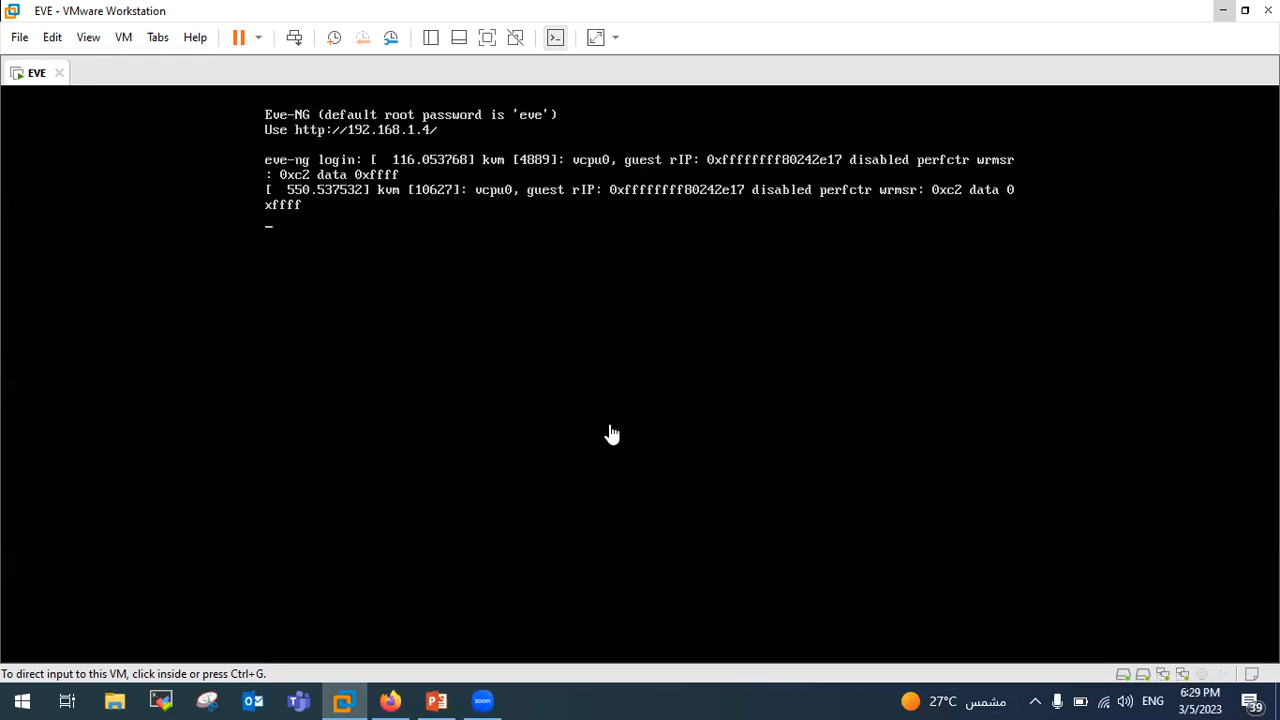 EVE - VMware Workstation
File Edit View VM Tabs Help
EVE
Eve-NG (default root password is 'eve')
Use http://192.168.1.4/
eve-ng login: [  116.053768] kvm [4889]: vcpu0, guest rIP: 0xffffffff80242e17 disabled perfctr wrmsr
: 0xc2 data 0xffff
[  550.537532] kvm [10627]: vcpu0, guest rIP: 0xffffffff80242e17 disabled perfctr wrmsr: 0xc2 data 0
xffff
_
To direct input to this VM, click inside or press Ctrl+G.
27°C مشمس ENG 6:29 PM
3/5/2023 39